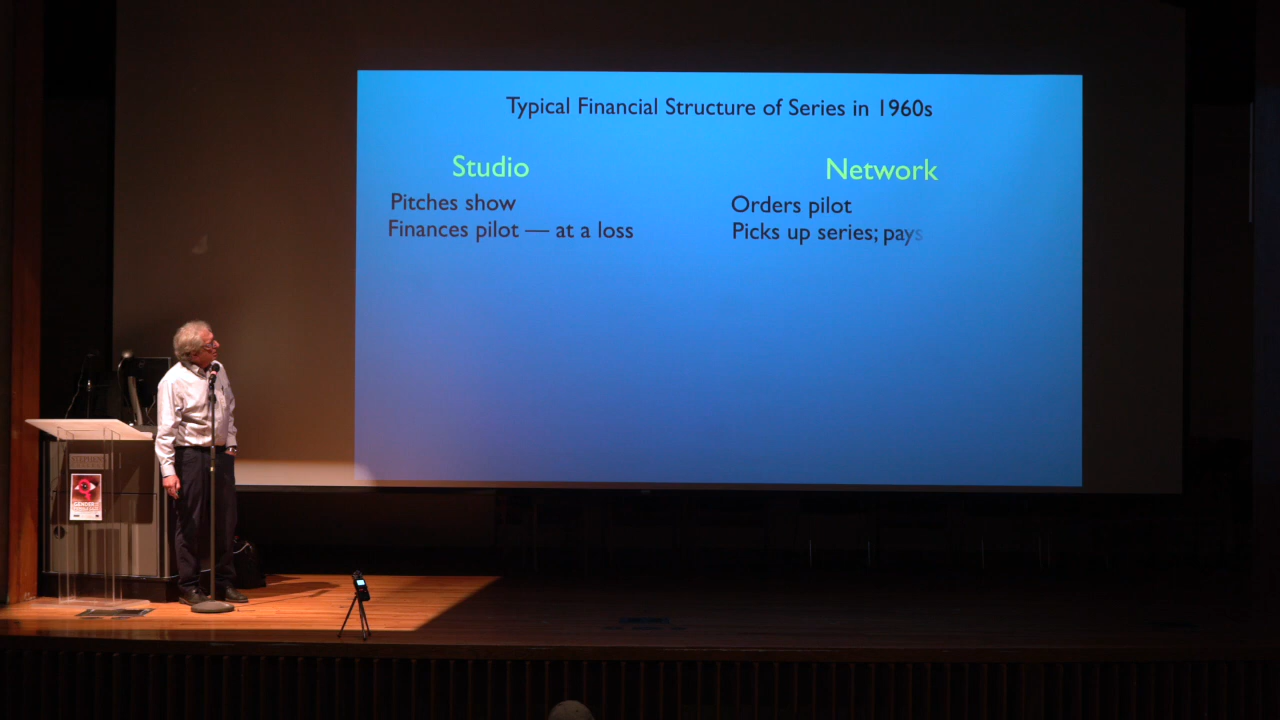 Typical Financial Structure of Series in 1960s
Studio
Pitches show
Finances pilot — at a loss
Network
Orders pilot
Picks up series; pays